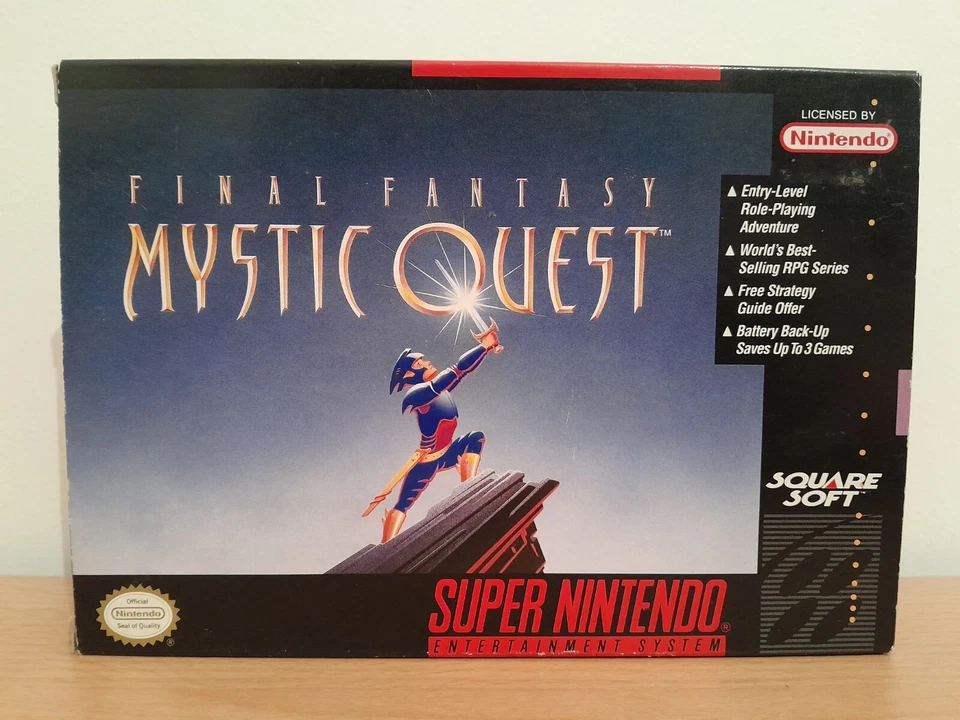 LICENSED BY
Nintendo®
FINAL FANTASY
MYSTIC QUEST™
▲ Entry-Level
Role-Playing
Adventure
▲ World's Best-
Selling RPG Series
▲ Free Strategy
Guide Offer
▲ Battery Back-Up
Saves Up To 3 Games
SQUARE
SOFT™
Official
Nintendo
Seal of Quality
®
SUPER NINTENDO®
ENTERTAINMENT SYSTEM